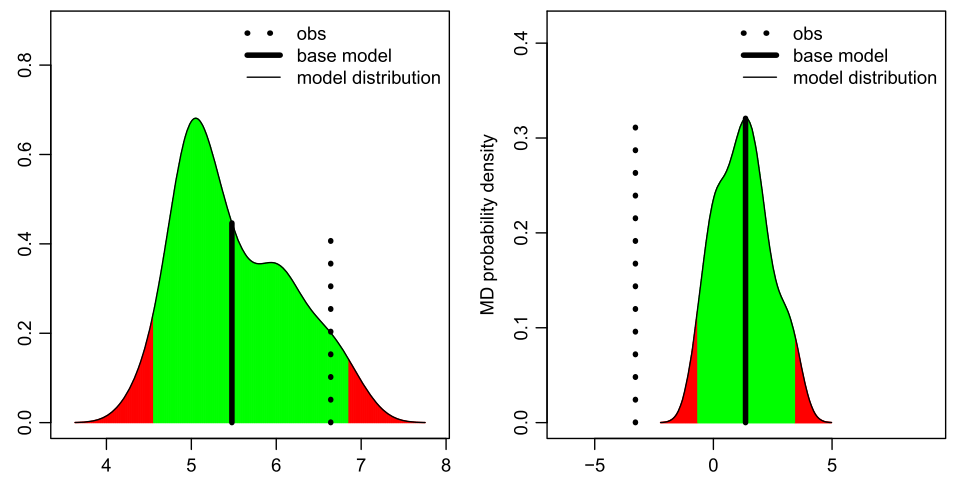 obs
base model
model distribution
0.0 0.2 0.4 0.6 0.8
4 5 6 7 8
obs
base model
model distribution
MD probability density
0.0 0.1 0.2 0.3 0.4
−5 0 5